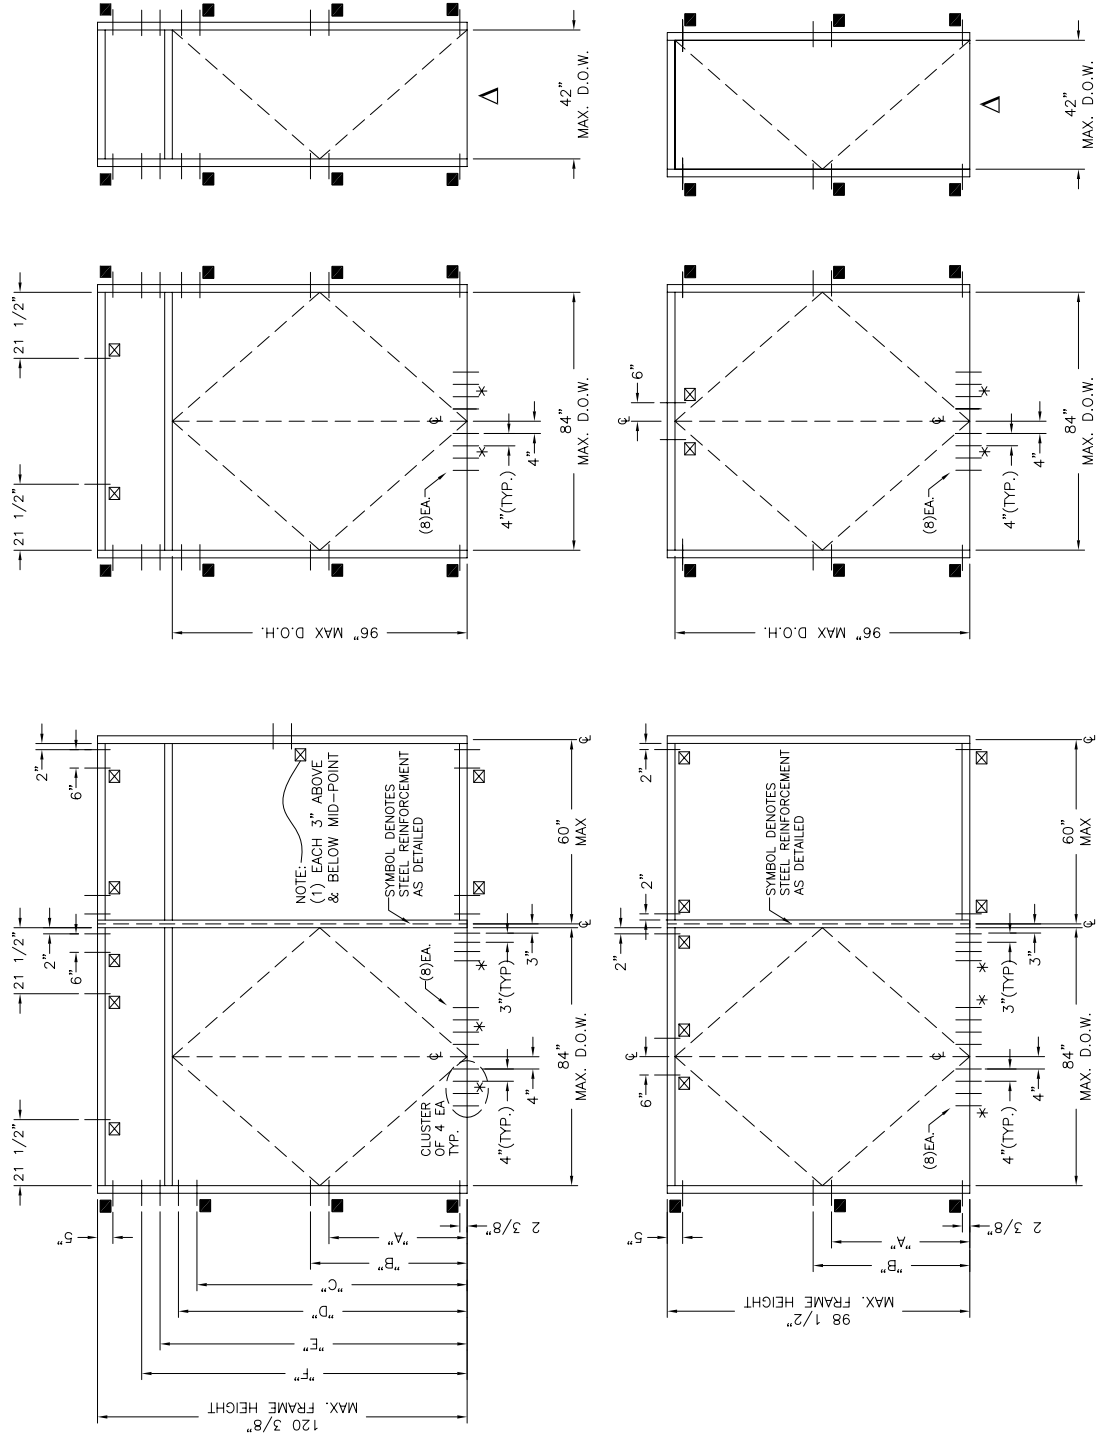 42"
MAX. D.O.W.
42"
MAX. D.O.W.
21 1/2"
21 1/2"
℄
(8)EA.
4"(TYP.)
4"
84"
MAX. D.O.W.
96" MAX D.O.H.
6"
℄
℄
(8)EA.
4"(TYP.)
4"
84"
MAX. D.O.W.
96" MAX D.O.H.
2"
6"
NOTE:
(1) EACH 3" ABOVE
& BELOW MID-POINT
SYMBOL DENOTES
STEEL REINFORCEMENT
AS DETAILED
60"
MAX
℄
℄
21 1/2"
2"
6"
21 1/2"
(8)EA.
3"(TYP)
3"
℄
CLUSTER
OF 4 EA
TYP.
4"(TYP.)
4"
84"
MAX. D.O.W.
5"
2 3/8"
"A"
"B"
"C"
"D"
"E"
"F"
120 3/8"
MAX. FRAME HEIGHT
2"
2"
SYMBOL DENOTES
STEEL REINFORCEMENT
AS DETAILED
60"
MAX
℄
℄
2"
℄
6"
3"(TYP)
3"
℄
(8)EA.
4"(TYP.)
4"
84"
MAX. D.O.W.
5"
2 3/8"
"A"
"B"
98 1/2"
MAX. FRAME HEIGHT